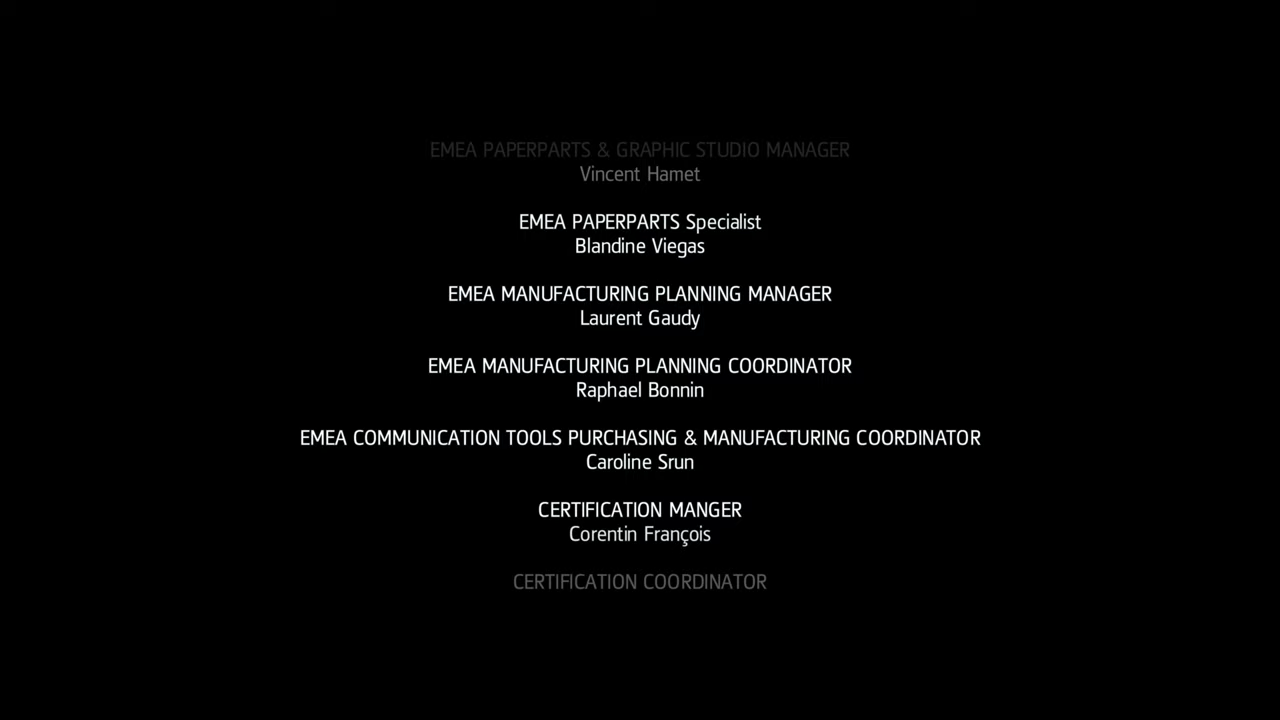 EMEA PAPERPARTS & GRAPHIC STUDIO MANAGER
Vincent Hamet
EMEA PAPERPARTS Specialist
Blandine Viegas
EMEA MANUFACTURING PLANNING MANAGER
Laurent Gaudy
EMEA MANUFACTURING PLANNING COORDINATOR
Raphael Bonnin
EMEA COMMUNICATION TOOLS PURCHASING & MANUFACTURING COORDINATOR
Caroline Srun
CERTIFICATION MANGER
Corentin François
CERTIFICATION COORDINATOR